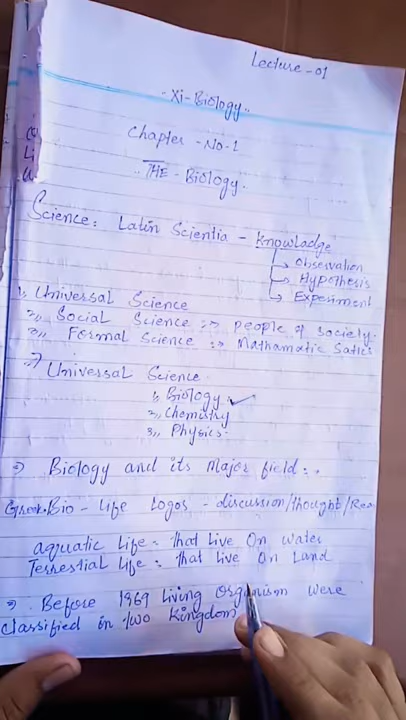 Lecture - 01
Xi - Biology
Chapter - No-1
THE - Biology
Science: Latin Scientia - Knowladge
Observation
Hypothesis
Experiment
1, Universal Science
2, Social Science :-> people of Society.
3, Formal Science :-> Mathamatic
=> Universal Science
1, Biology ✓
2, Chemistry
3, Physics
=> Biology and its Major field :
Greek. Bio - Life Logos - discussion/thought/Rea
aquatic Life = that live On water
Terrestial Life = that live On Land
=> Before 1969 living Organism were
Classified in two Kingdom